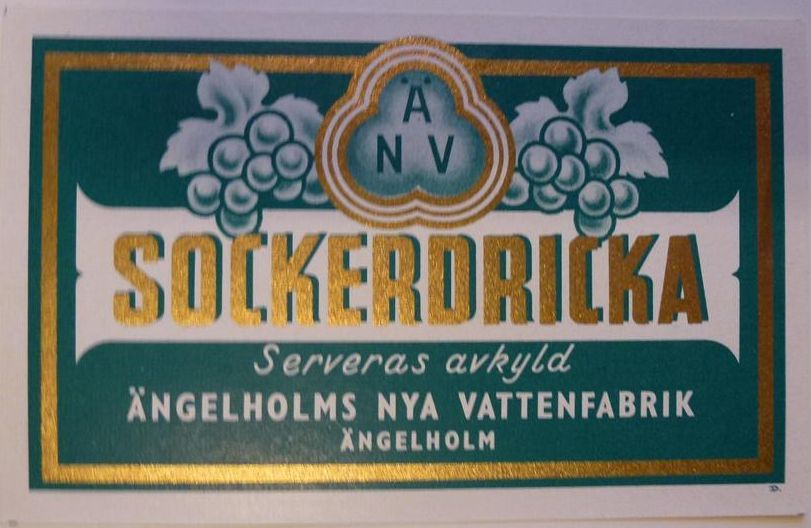 Ä
N V
SOCKERDRICKA
Serveras avkyld
ÄNGELHOLMS NYA VATTENFABRIK
ÄNGELHOLM